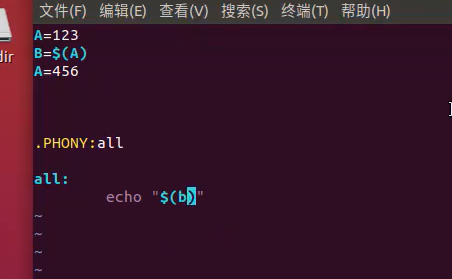 文件(F) 编辑(E) 查看(V) 搜索(S) 终端(T) 帮助(H)
dir
A=123
B=$(A)
A=456
.PHONY:all
all:
        echo "$(b)"
~
~
~
~